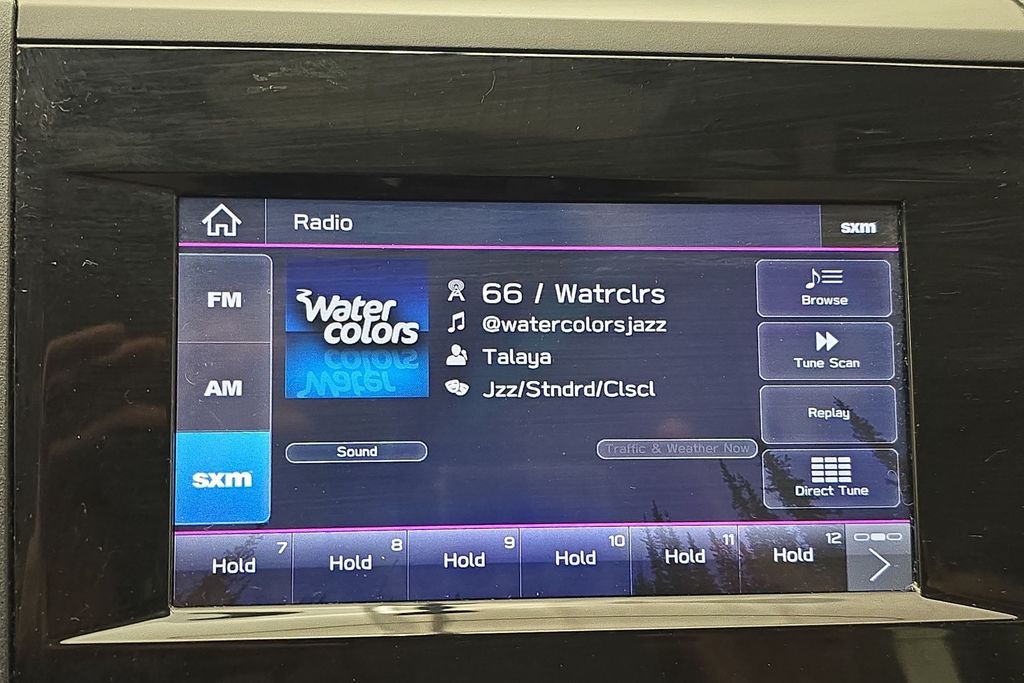 Radio
sxm
FM
AM
sxm
Water
colors
66 / Watrclrs
@watercolorsjazz
Talaya
Jzz/Stndrd/Clscl
Sound
Traffic & Weather Now
Browse
Tune Scan
Replay
Direct Tune
7
Hold
8
Hold
9
Hold
10
Hold
11
Hold
12
Hold